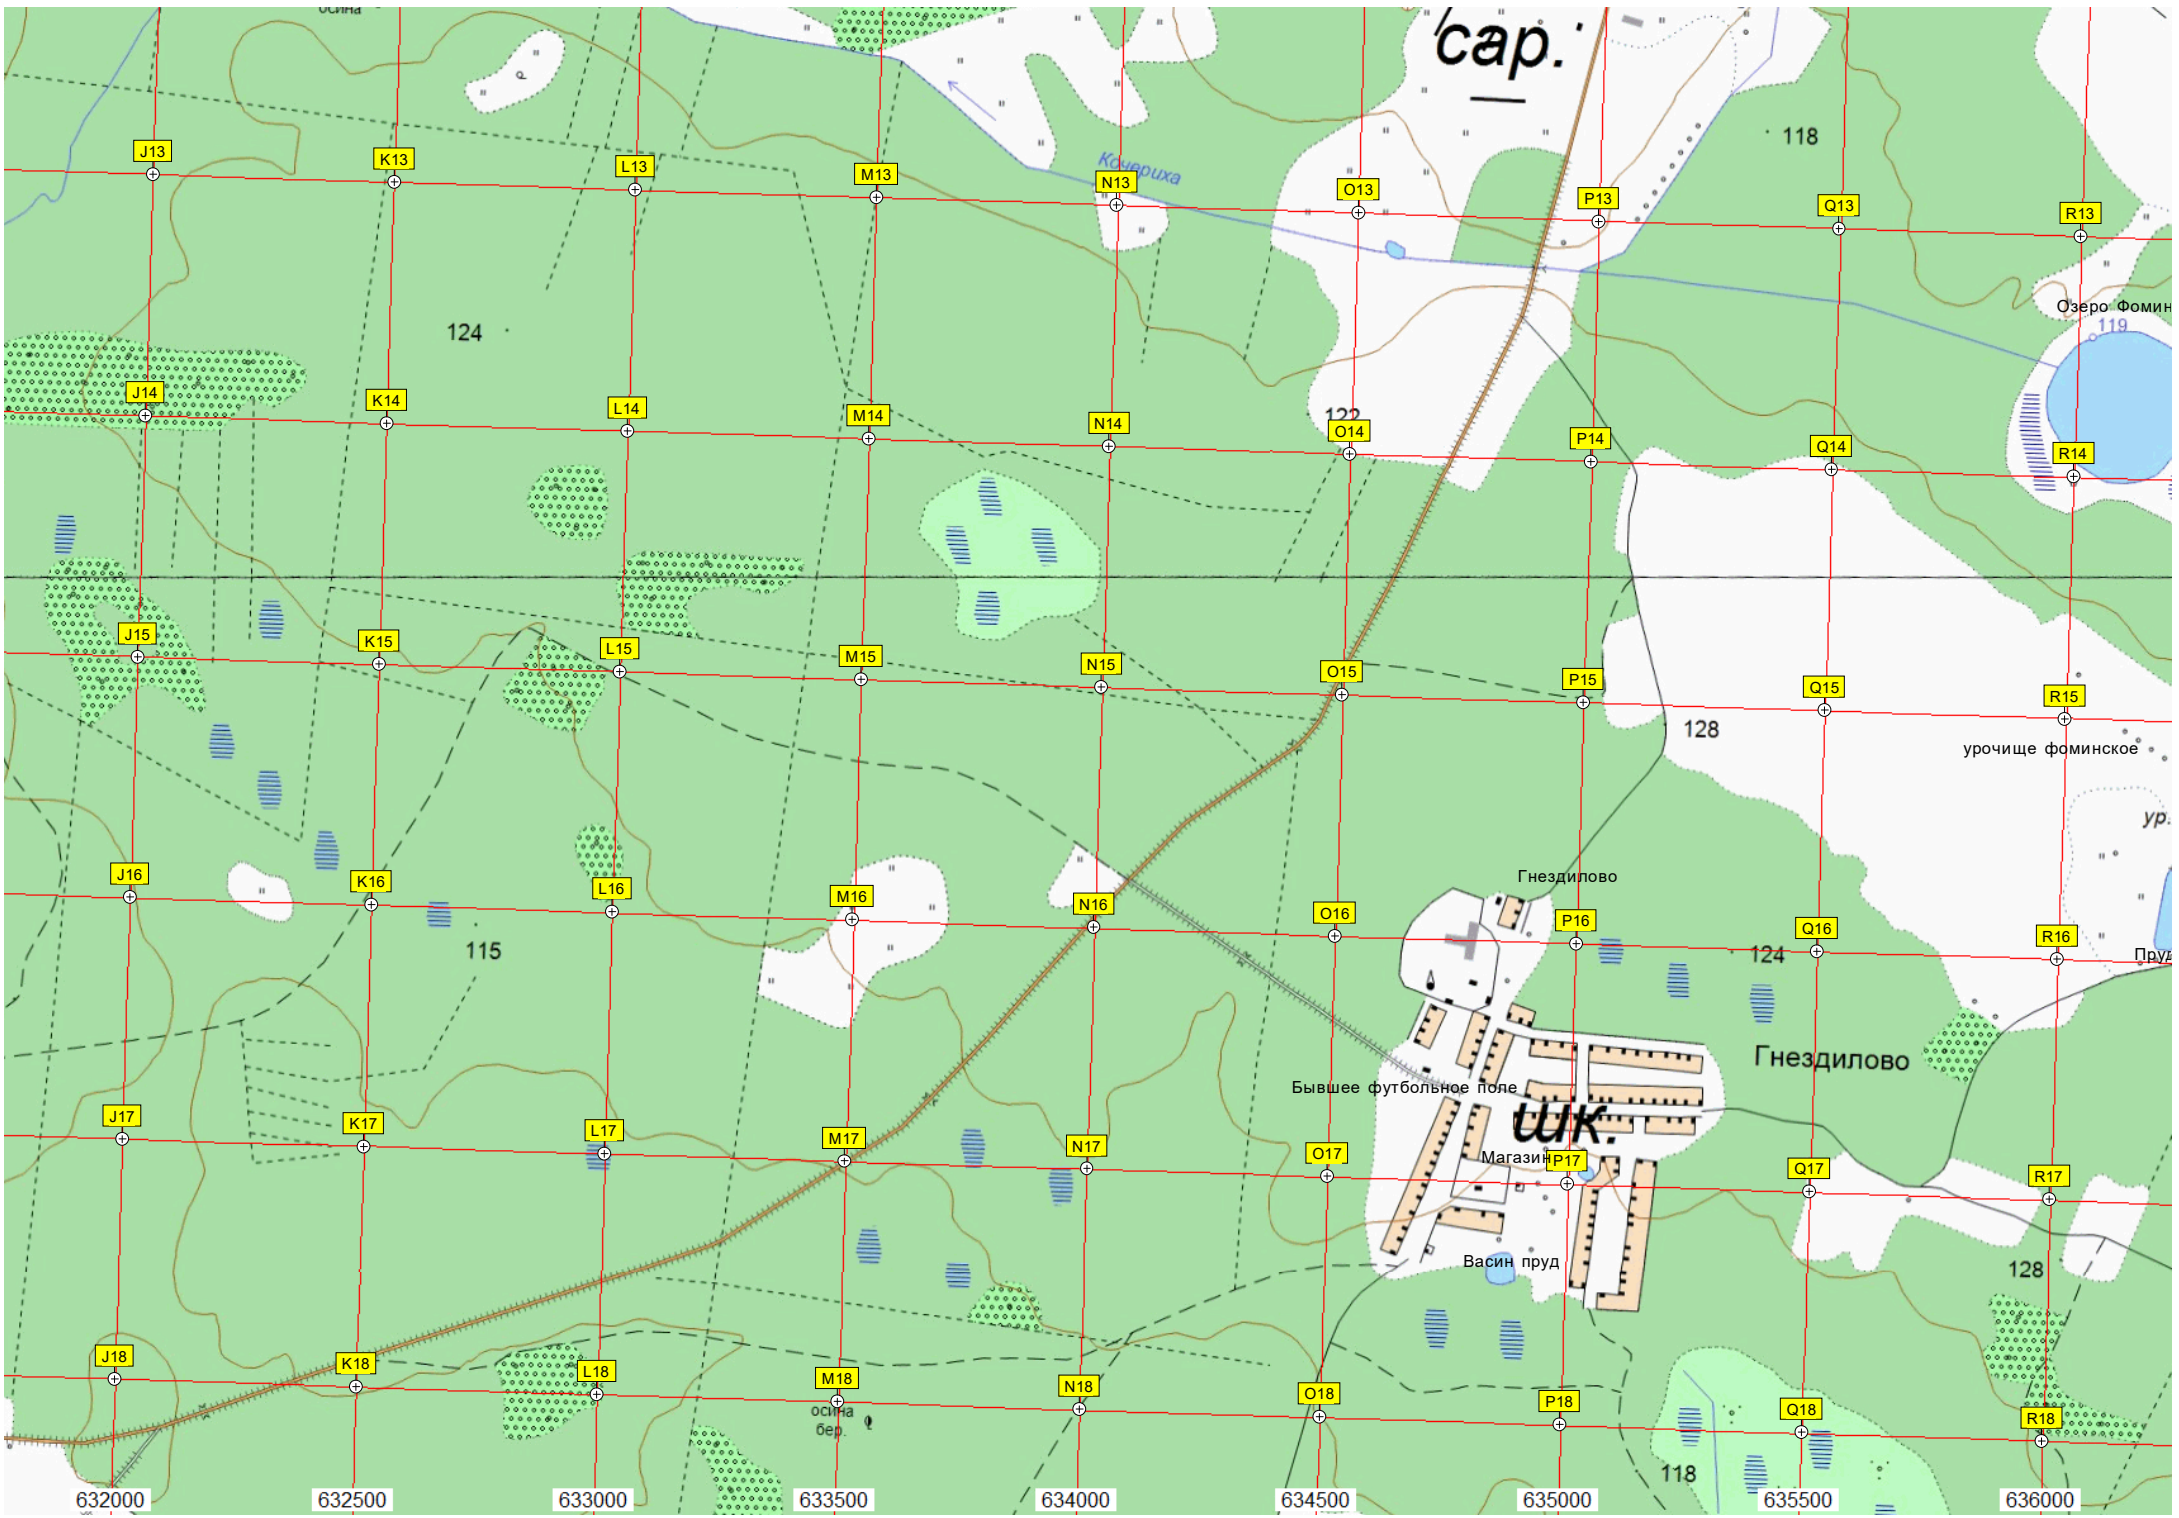 осина
сар.
118
J13
K13
L13
M13
Кочериха
N13
O13
P13
Q13
R13
124
Озеро Фомин
119
J14
K14
L14
M14
N14
122
O14
P14
Q14
R14
J15
K15
L15
M15
N15
O15
P15
Q15
R15
128
урочище фоминское
ур.
J16
K16
L16
M16
N16
O16
Гнездилово
P16
Q16
R16
115
124
Пруд
Гнездилово
Бывшее футбольное поле
шк.
J17
K17
L17
M17
N17
O17
Магазин
P17
Q17
R17
Васин пруд
128
J18
K18
L18
M18
N18
O18
P18
Q18
R18
осина
бер.
118
632000 632500 633000 633500 634000 634500 635000 635500 636000